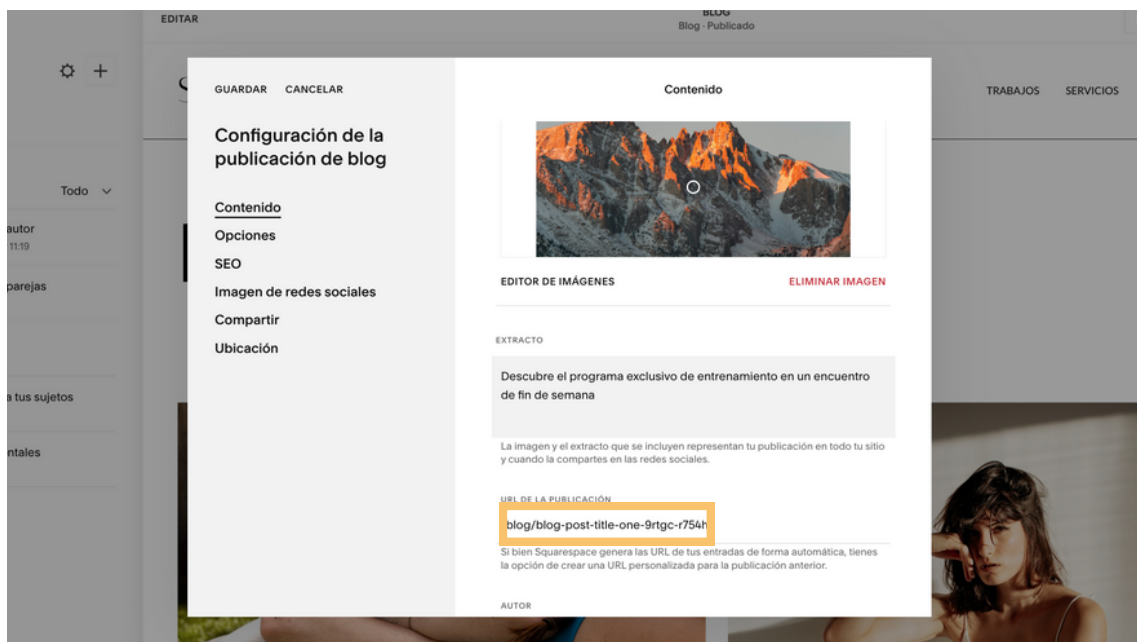 EDITAR
BLOG
Blog · Publicado
TRABAJOS SERVICIOS
Todo
autor
11:19
parejas
a tus sujetos
ntales
GUARDAR CANCELAR
Configuración de la
publicación de blog
Contenido
Opciones
SEO
Imagen de redes sociales
Compartir
Ubicación
Contenido
EDITOR DE IMÁGENES ELIMINAR IMAGEN
EXTRACTO
Descubre el programa exclusivo de entrenamiento en un encuentro
de fin de semana
La imagen y el extracto que se incluyen representan tu publicación en todo tu sitio
y cuando la compartes en las redes sociales.
URL DE LA PUBLICACIÓN
blog/blog-post-title-one-9rtgc-r754h
Si bien Squarespace genera las URL de tus entradas de forma automática, tienes
la opción de crear una URL personalizada para la publicación anterior.
AUTOR